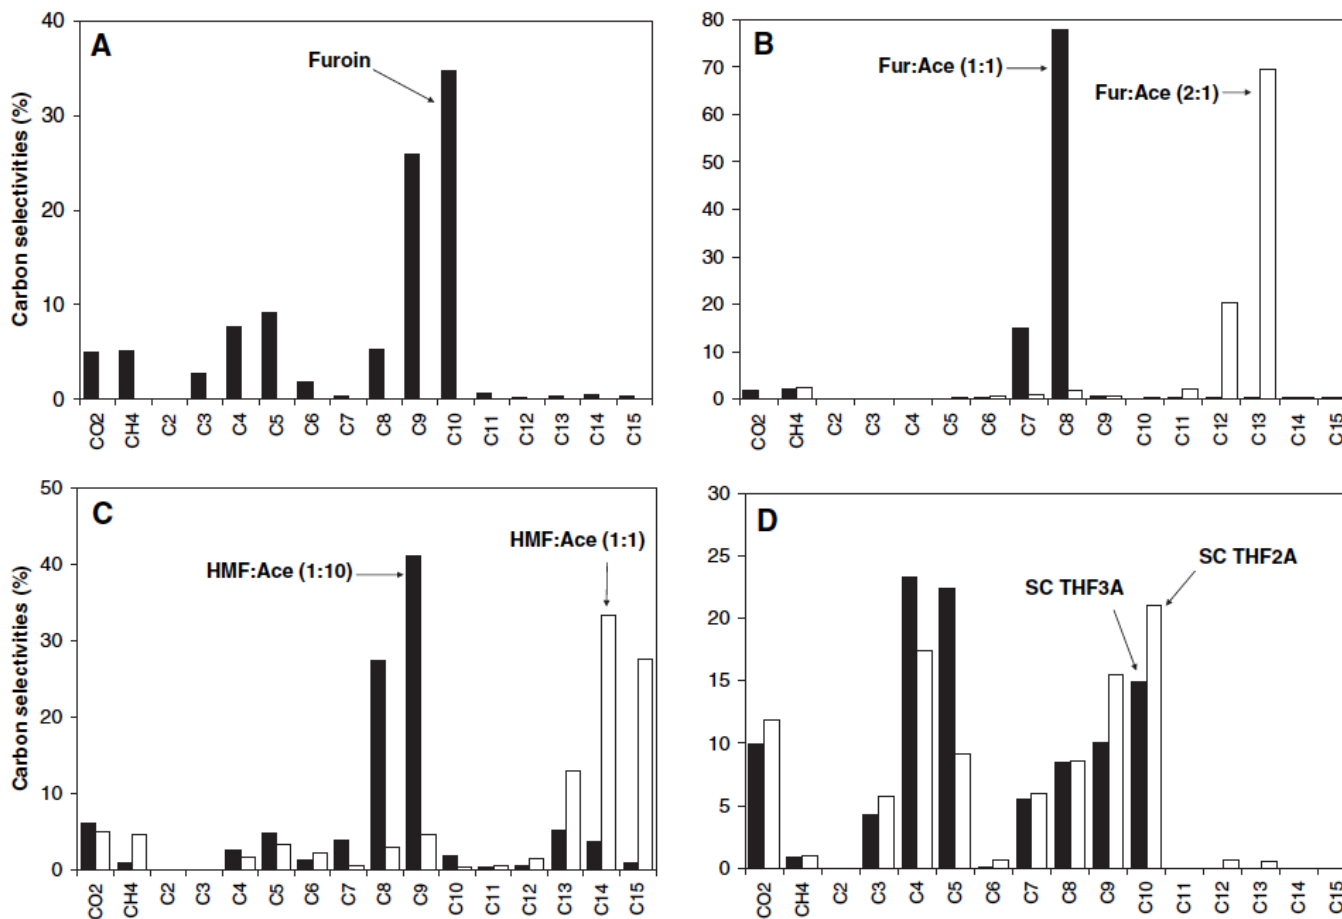 A
Furoin
Carbon selectivities (%)
40
30
20
10
0
CO2 CH4 C2 C3 C4 C5 C6 C7 C8 C9 C10 C11 C12 C13 C14 C15
B
Fur:Ace (1:1)
Fur:Ace (2:1)
80
70
60
50
40
30
20
10
0
CO2 CH4 C2 C3 C4 C5 C6 C7 C8 C9 C10 C11 C12 C13 C14 C15
C
HMF:Ace (1:1)
HMF:Ace (1:10)
Carbon selectivities (%)
50
40
30
20
10
0
CO2 CH4 C2 C3 C4 C5 C6 C7 C8 C9 C10 C11 C12 C13 C14 C15
D
SC THF2A
SC THF3A
30
25
20
15
10
5
0
CO2 CH4 C2 C3 C4 C5 C6 C7 C8 C9 C10 C11 C12 C13 C14 C15